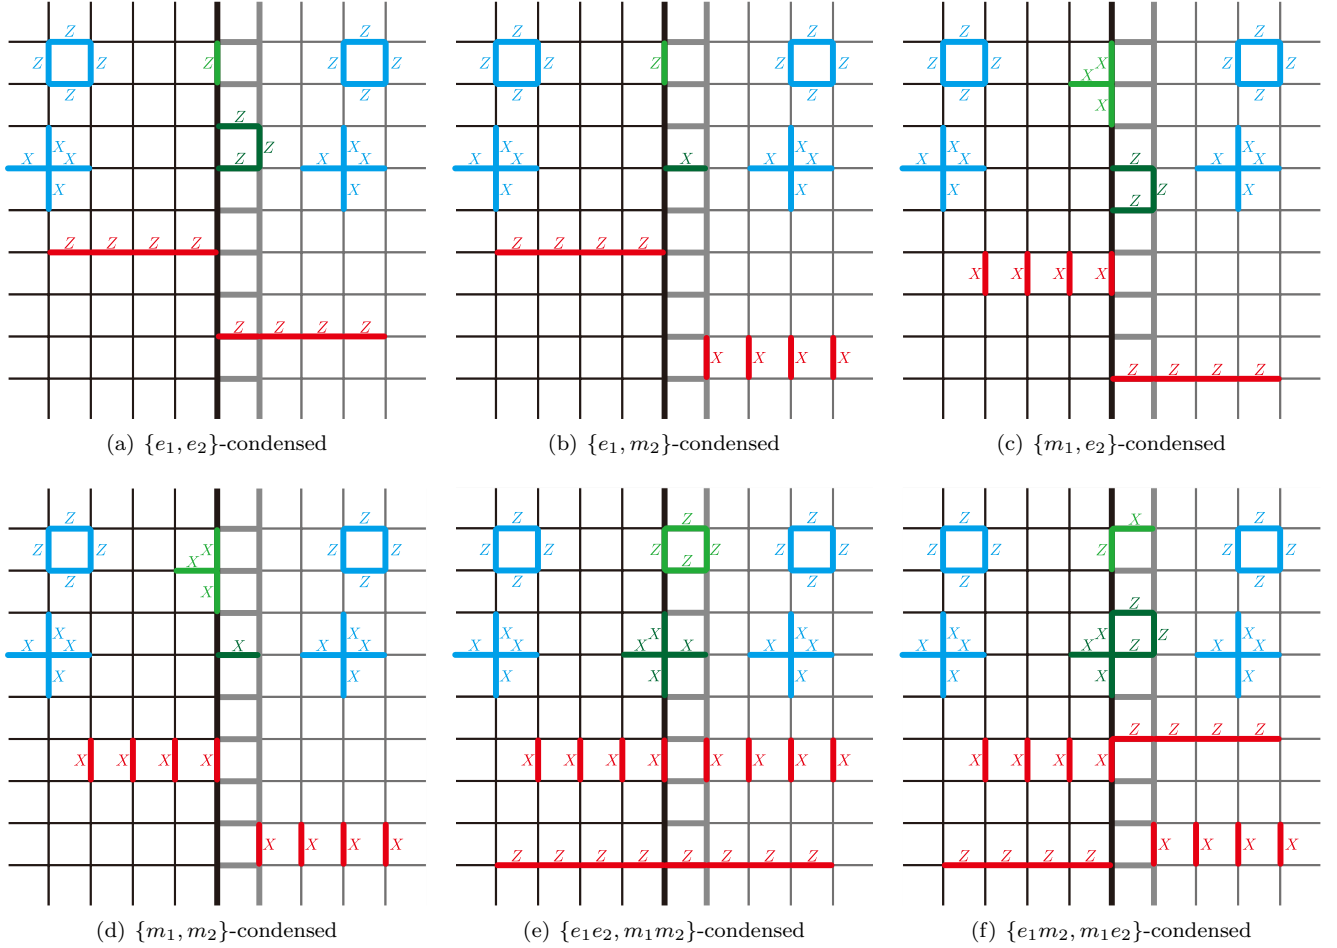 Z Z Z
Z Z Z Z Z Z Z X X Z Z
Z Z Z Z X Z
Z X X
X X X X X X X X X X X X X X X Z X X X
X X Z Z X X X X Z X X
Z Z Z Z Z Z Z Z X X X X
Z Z Z Z X X X X Z Z Z Z
(a) {e₁, e₂}-condensed (b) {e₁, m₂}-condensed (c) {m₁, e₂}-condensed
Z Z Z Z Z X Z
Z Z X Z Z Z Z Z Z Z Z Z Z Z Z
Z X Z Z Z Z Z Z Z
X X Z
X X X X X X X X X X X X X X X X X X X X X Z Z X X X
X X X X X X X X X
X X X X X X X X X X X X X X X X Z Z Z Z
X X X X Z Z Z Z Z Z Z Z Z Z Z Z X X X X
(d) {m₁, m₂}-condensed (e) {e₁e₂, m₁m₂}-condensed (f) {e₁m₂, m₁e₂}-condensed